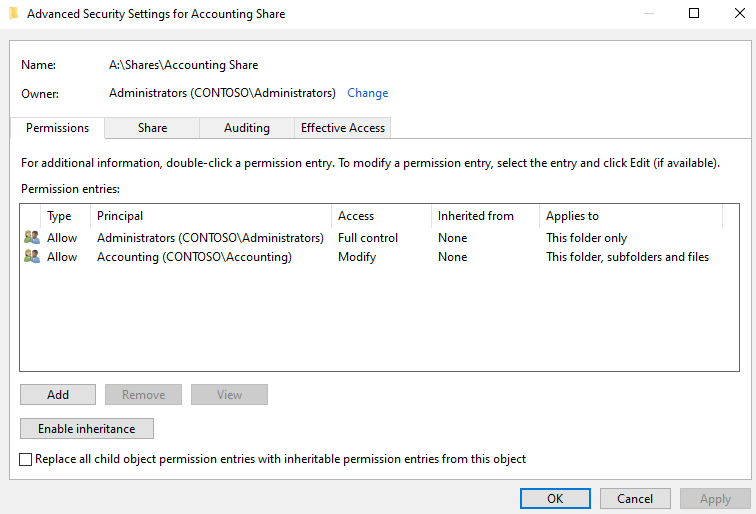 Advanced Security Settings for Accounting Share
Name: A:\Shares\Accounting Share
Owner: Administrators (CONTOSO\Administrators) Change
Permissions Share Auditing Effective Access
For additional information, double-click a permission entry. To modify a permission entry, select the entry and click Edit (if available).
Permission entries:
Type Principal Access Inherited from Applies to
Allow Administrators (CONTOSO\Administrators) Full control None This folder only
Allow Accounting (CONTOSO\Accounting) Modify None This folder, subfolders and files
Add Remove View
Enable inheritance
Replace all child object permission entries with inheritable permission entries from this object
OK Cancel Apply